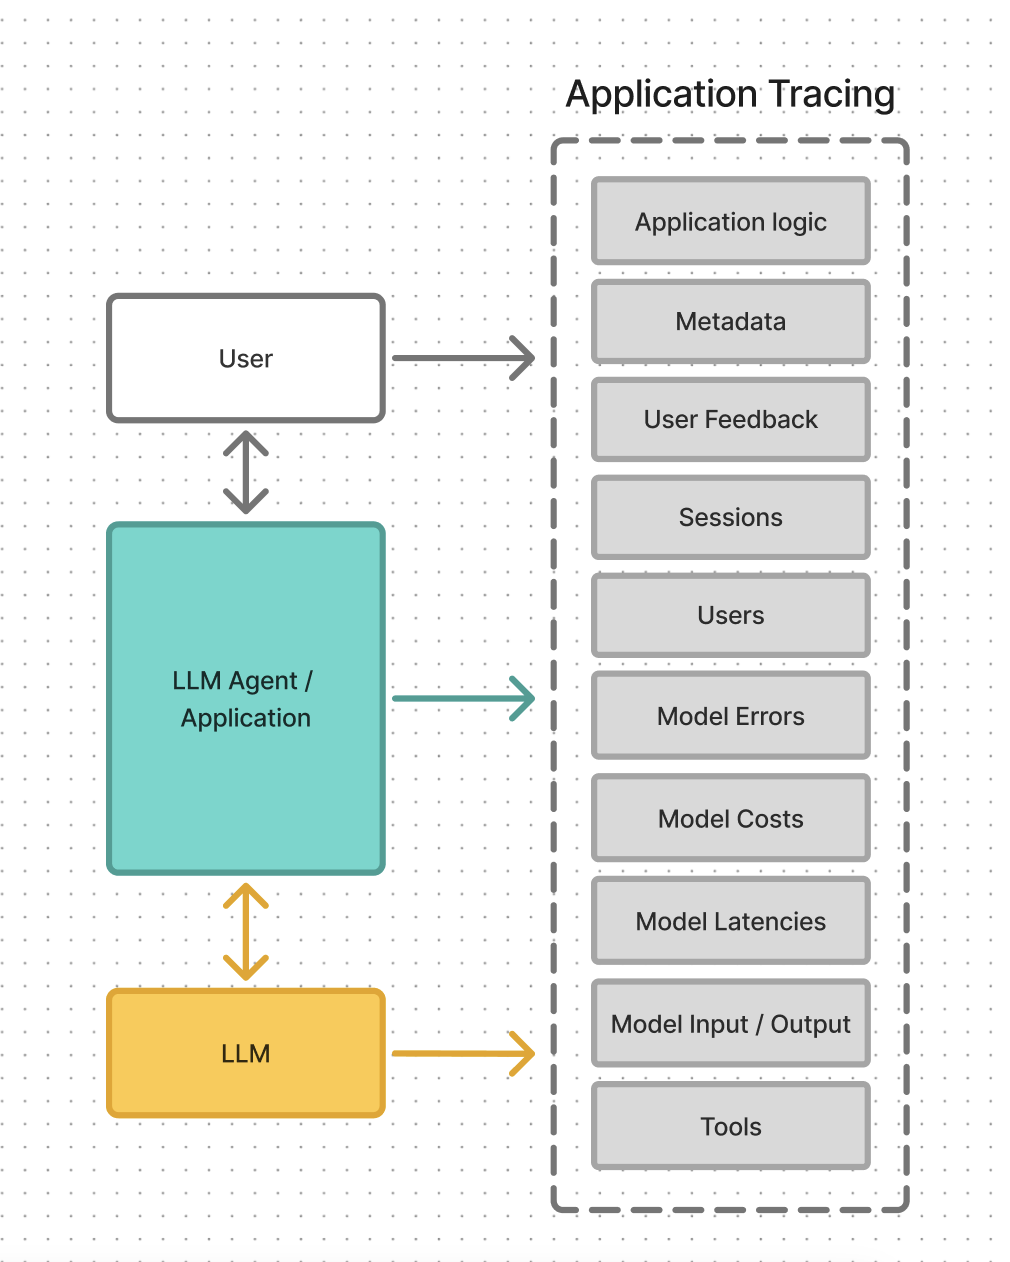 Application Tracing
Application logic
Metadata
User
User Feedback
Sessions
Users
LLM Agent /
Application
Model Errors
Model Costs
Model Latencies
LLM
Model Input / Output
Tools